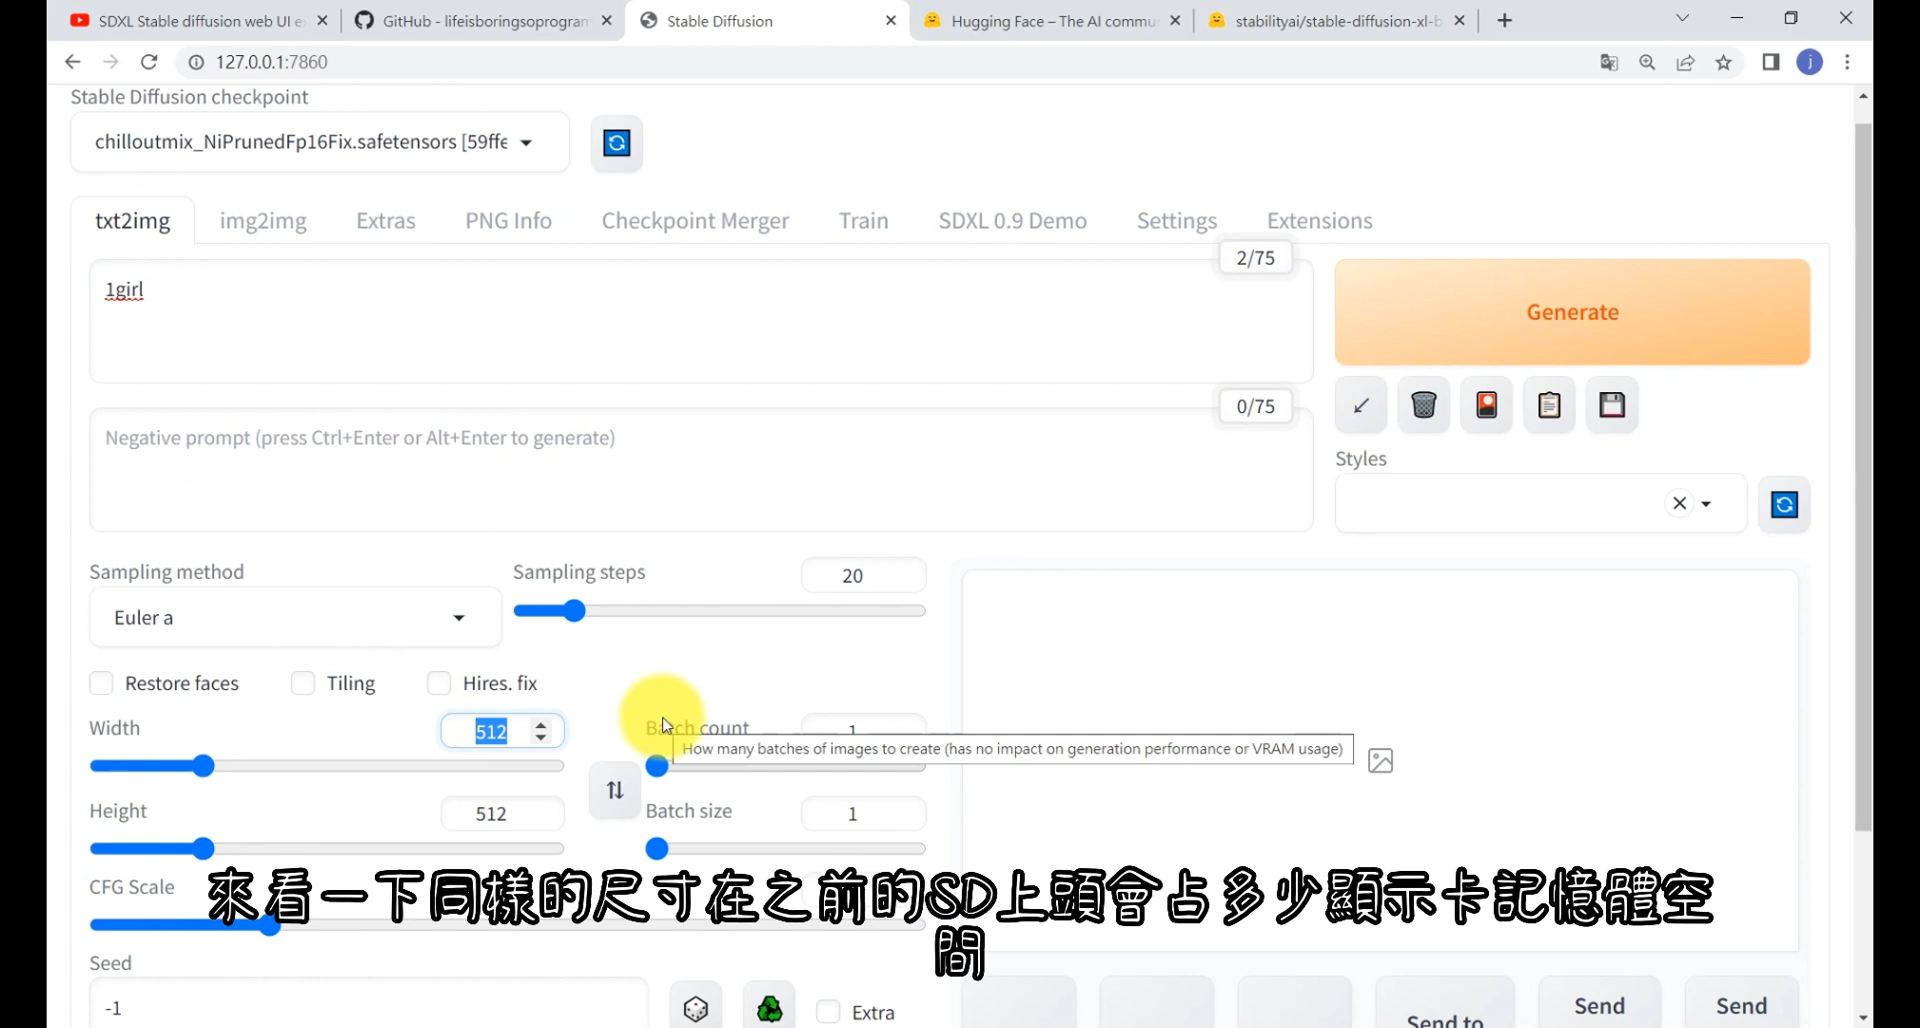 SDXL Stable diffusion web UI e
GitHub - lifeisboringsoprogran
Stable Diffusion
Hugging Face – The AI commu
stabilityai/stable-diffusion-xl-b
127.0.0.1:7860
j
Stable Diffusion checkpoint
chilloutmix_NiPrunedFp16Fix.safetensors [59ffe
txt2img
img2img
Extras
PNG Info
Checkpoint Merger
Train
SDXL 0.9 Demo
Settings
Extensions
2/75
1girl
Generate
0/75
Negative prompt (press Ctrl+Enter or Alt+Enter to generate)
Styles
Sampling method
Sampling steps
20
Euler a
Restore faces
Tiling
Hires. fix
Width
512
Batch count
1
How many batches of images to create (has no impact on generation performance or VRAM usage)
Height
512
Batch size
1
CFG Scale
來看一下同樣的尺寸在之前的SD上頭會占多少顯示卡記憶體空
間
Seed
-1
Extra
Send to
Send
Send